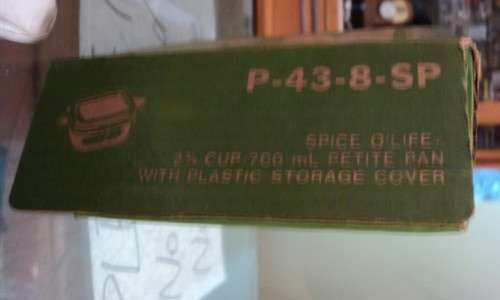 P-43-8-SP
SPICE O'LIFE
2¾ CUP/700 mL PETITE PAN
WITH PLASTIC STORAGE COVER